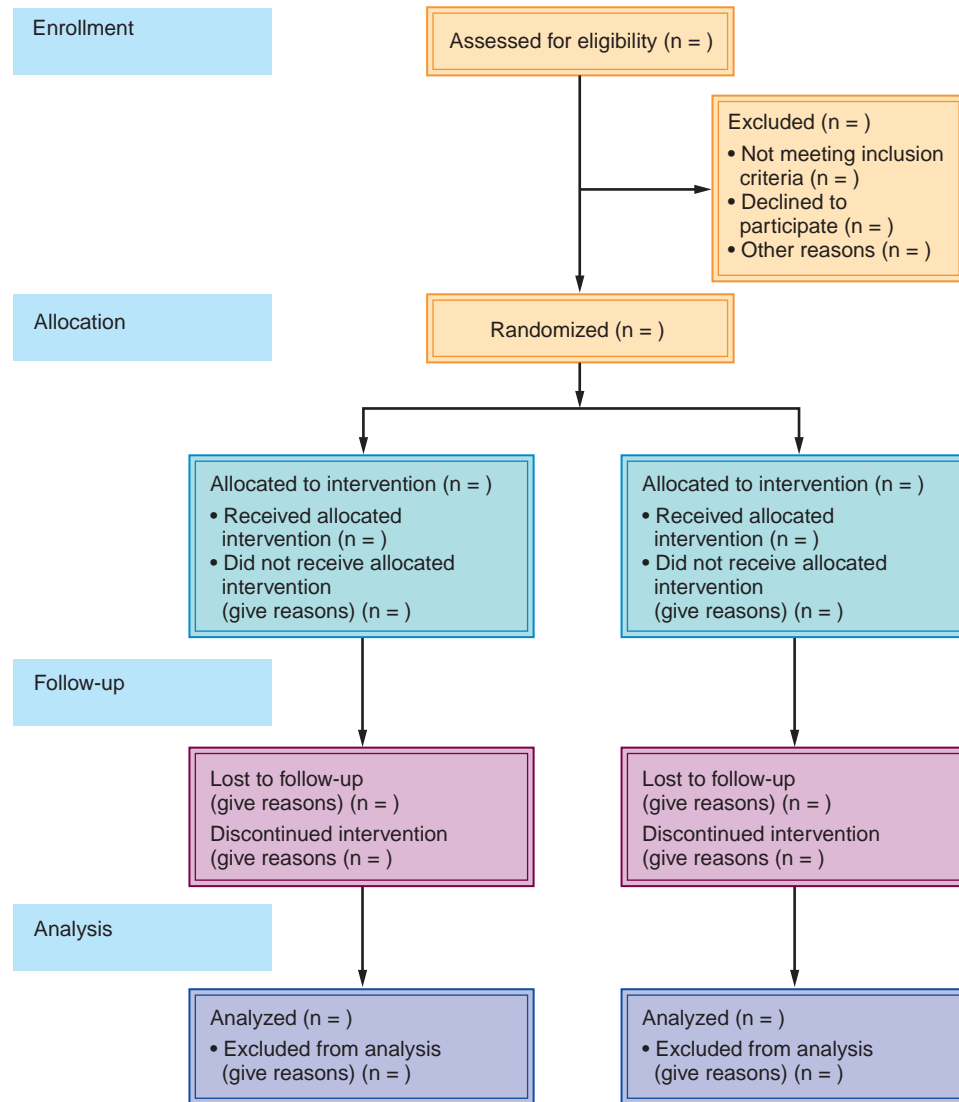 Enrollment
Assessed for eligibility (n = )
Excluded (n = )
• Not meeting inclusion
criteria (n = )
• Declined to
participate (n = )
• Other reasons (n = )
Allocation
Randomized (n = )
Allocated to intervention (n = )
• Received allocated
intervention (n = )
• Did not receive allocated
intervention
(give reasons) (n = )
Allocated to intervention (n = )
• Received allocated
intervention (n = )
• Did not receive allocated
intervention
(give reasons) (n = )
Follow-up
Lost to follow-up
(give reasons) (n = )
Discontinued intervention
(give reasons (n = )
Lost to follow-up
(give reasons) (n = )
Discontinued intervention
(give reasons (n = )
Analysis
Analyzed (n = )
• Excluded from analysis
(give reasons) (n = )
Analyzed (n = )
• Excluded from analysis
(give reasons) (n = )